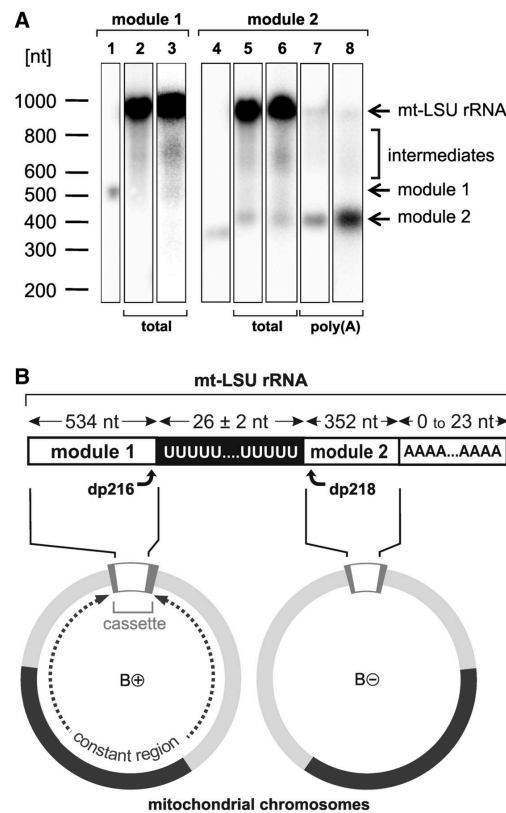 A
module 1 module 2
[nt] 1 2 3 4 5 6 7 8
1000
800
600
500
400
300
200
mt-LSU rRNA
intermediates
module 1
module 2
total total poly(A)
B
mt-LSU rRNA
534 nt 26 ± 2 nt 352 nt 0 to 23 nt
module 1 UUUUU....UUUUU module 2 AAAA...AAAA
dp216 dp218
cassette
B⊕ B⊖
constant region
mitochondrial chromosomes